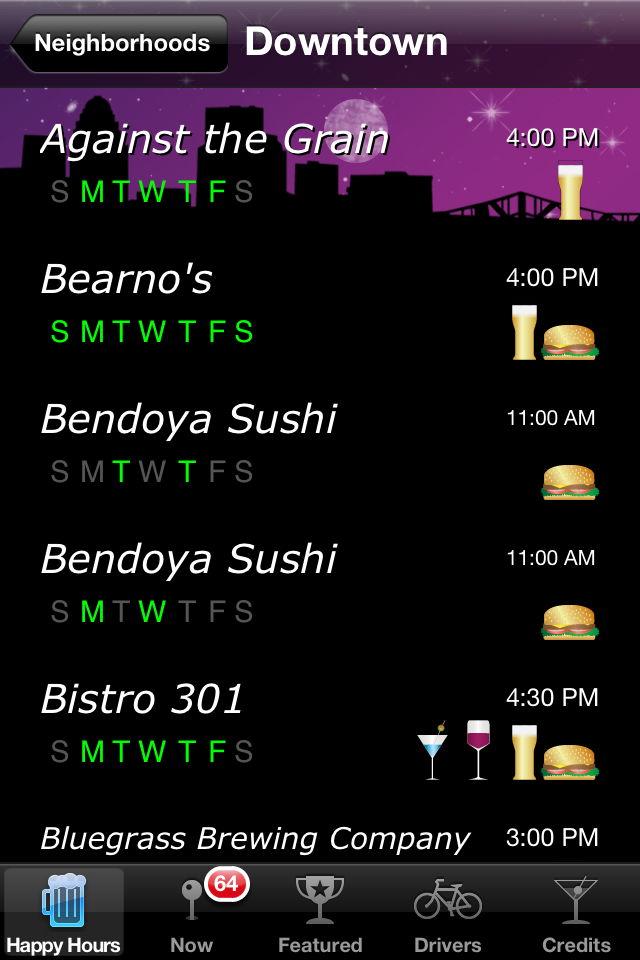 Neighborhoods Downtown
Against the Grain 4:00 PM
S M T W T F S
Bearno's 4:00 PM
S M T W T F S
Bendoya Sushi 11:00 AM
S M T W T F S
Bendoya Sushi 11:00 AM
S M T W T F S
Bistro 301 4:30 PM
S M T W T F S
Bluegrass Brewing Company 3:00 PM
64
Happy Hours Now Featured Drivers Credits